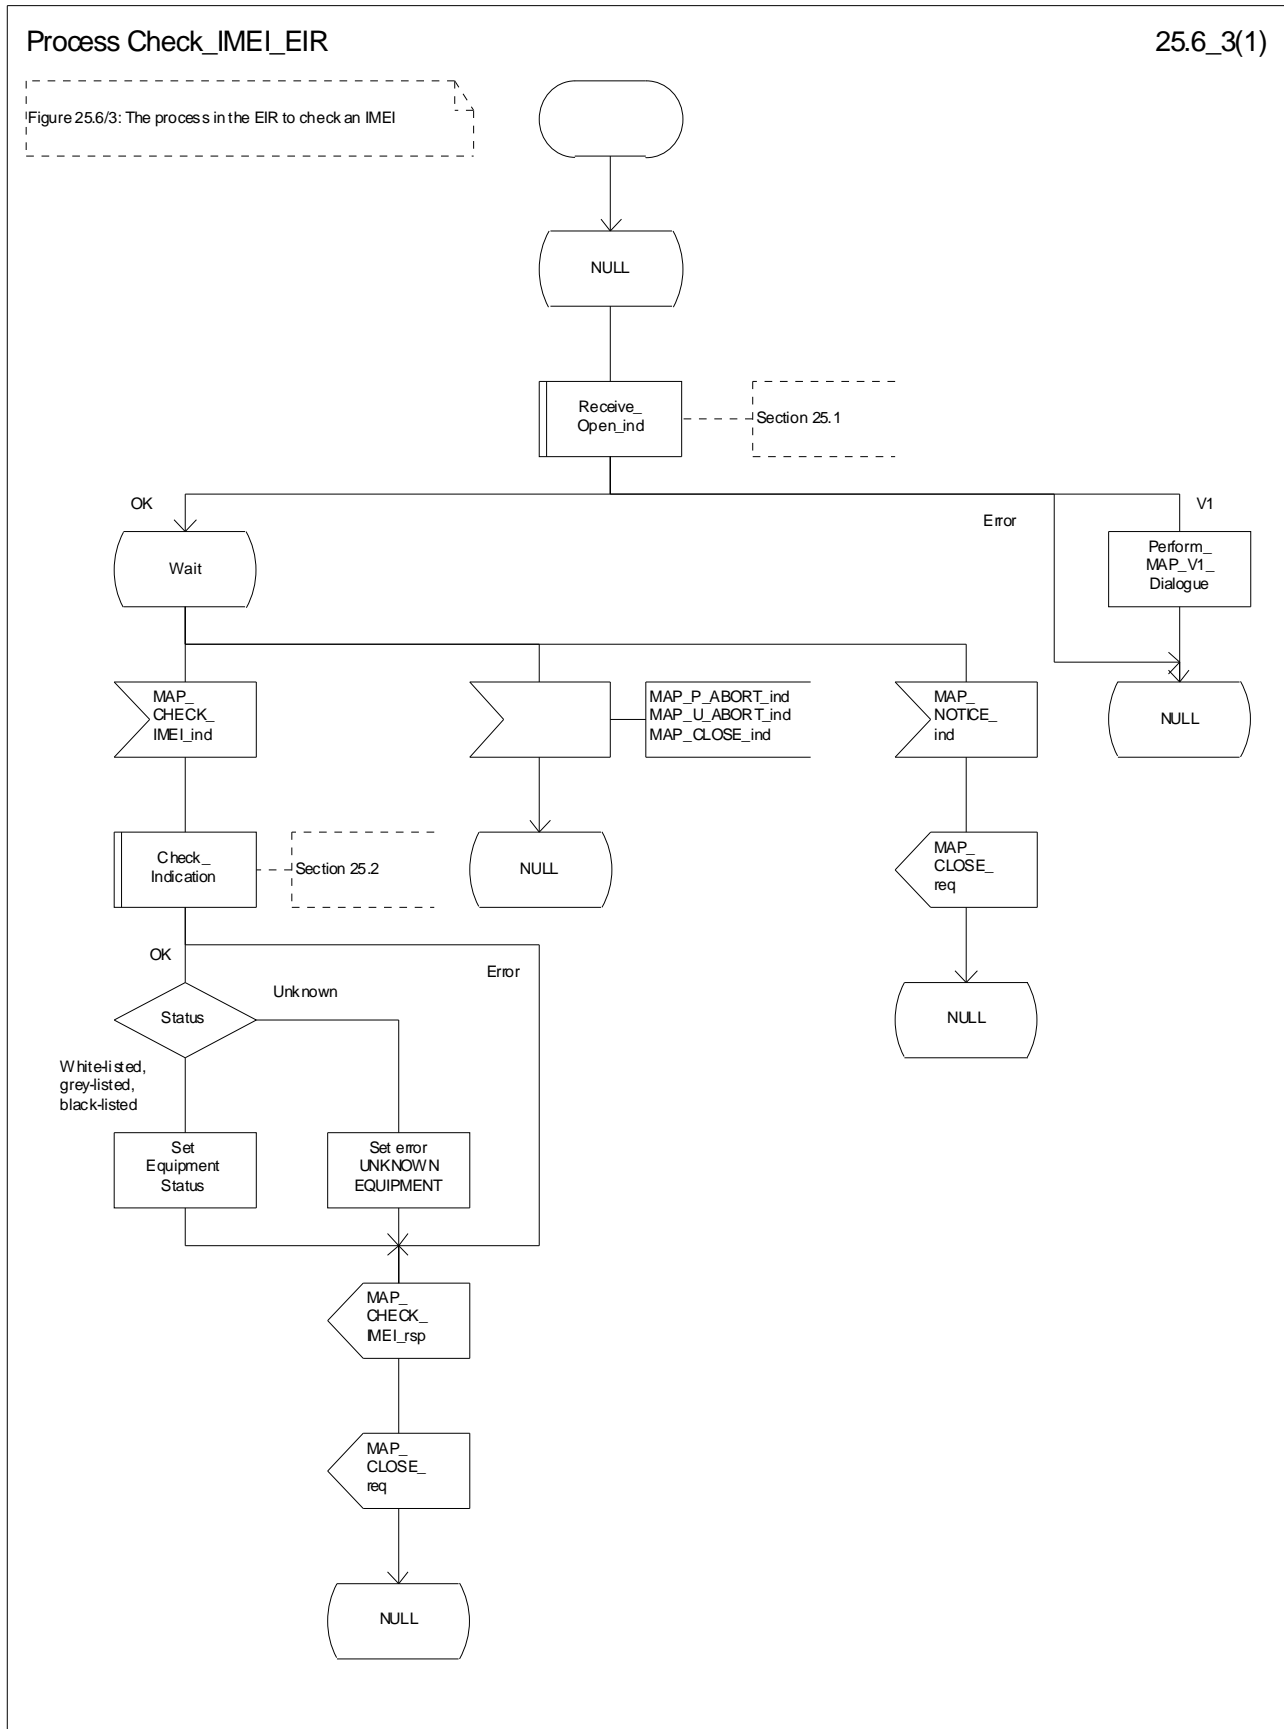 Process Check_IMEI_EIR
25.6_3(1)
Figure 25.6/3: The process in the EIR to check an IMEI
NULL
Receive_
Open_ind
Section 25.1
OK
Error
V1
Wait
Perform_
MAP_V1_
Dialogue
MAP_
CHECK_
IMEI_ind
MAP_P_ABORT_ind
MAP_U_ABORT_ind
MAP_CLOSE_ind
MAP_
NOTICE_
ind
NULL
Check_
Indication
Section 25.2
NULL
MAP_
CLOSE_
req
OK
Error
Unknown
Status
NULL
White-listed,
grey-listed,
black-listed
Set
Equipment
Status
Set error
UNKNOWN
EQUIPMENT
MAP_
CHECK_
IMEI_rsp
MAP_
CLOSE_
req
NULL